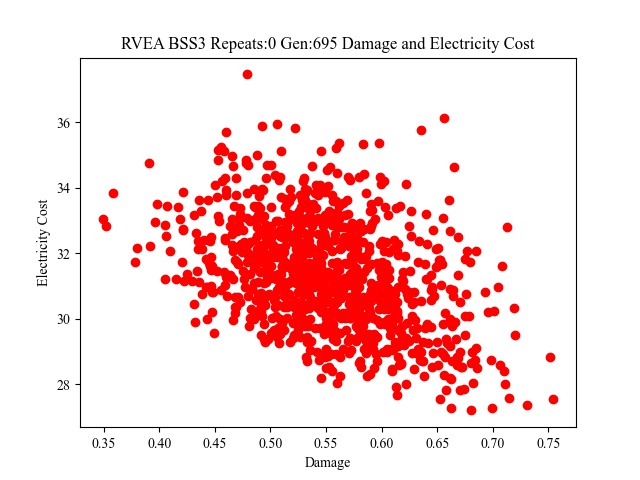 RVEA BSS3 Repeats:0 Gen:695 Damage and Electricity Cost
Electricity Cost
36
34
32
30
28
0.35 0.40 0.45 0.50 0.55 0.60 0.65 0.70 0.75
Damage